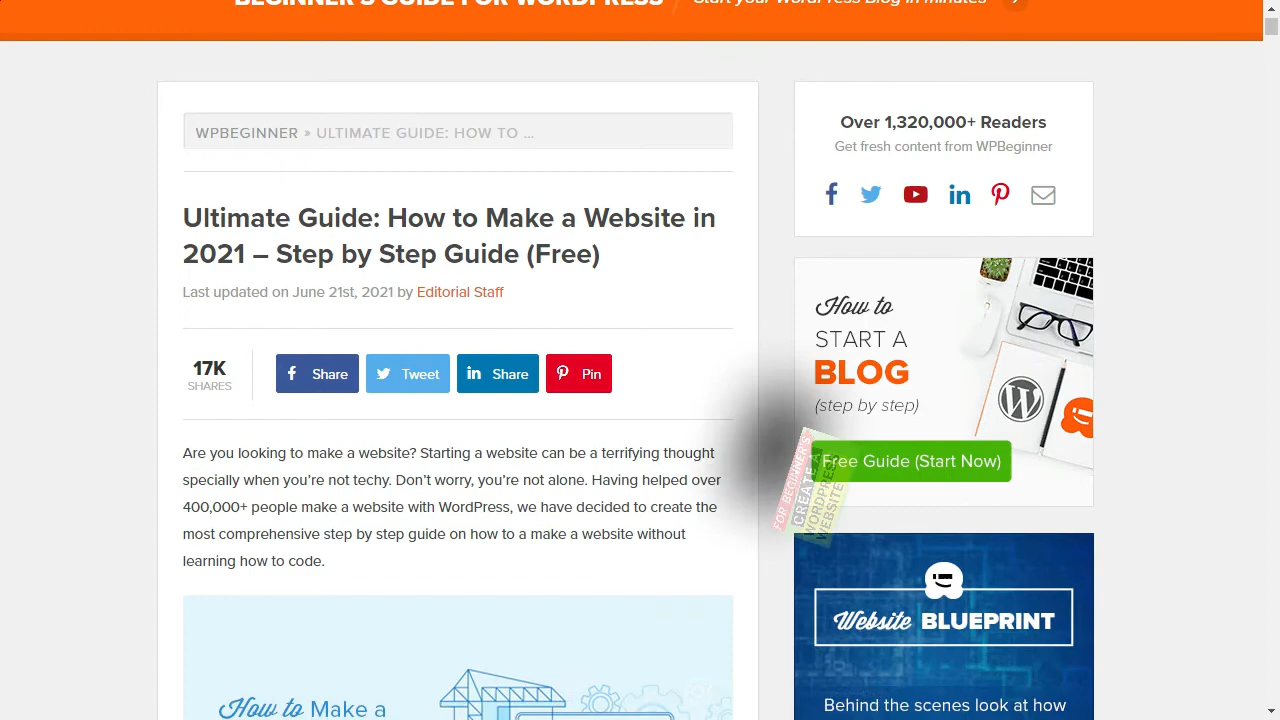 BEGINNER'S GUIDE FOR WORDPRESS / Start your WordPress Blog in minutes
WPBEGINNER » ULTIMATE GUIDE: HOW TO ...
Ultimate Guide: How to Make a Website in
2021 – Step by Step Guide (Free)
Last updated on June 21st, 2021 by Editorial Staff
17K
SHARES
Share
Tweet
Share
Pin
Are you looking to make a website? Starting a website can be a terrifying thought
specially when you're not techy. Don't worry, you're not alone. Having helped over
400,000+ people make a website with WordPress, we have decided to create the
most comprehensive step by step guide on how to a make a website without
learning how to code.
How to Make a
Over 1,320,000+ Readers
Get fresh content from WPBeginner
How to
START A
BLOG
(step by step)
Free Guide (Start Now)
FOR BEGINNER'S
CREATE A
WORDPRESS
WEBSITE
Website BLUEPRINT
Behind the scenes look at how